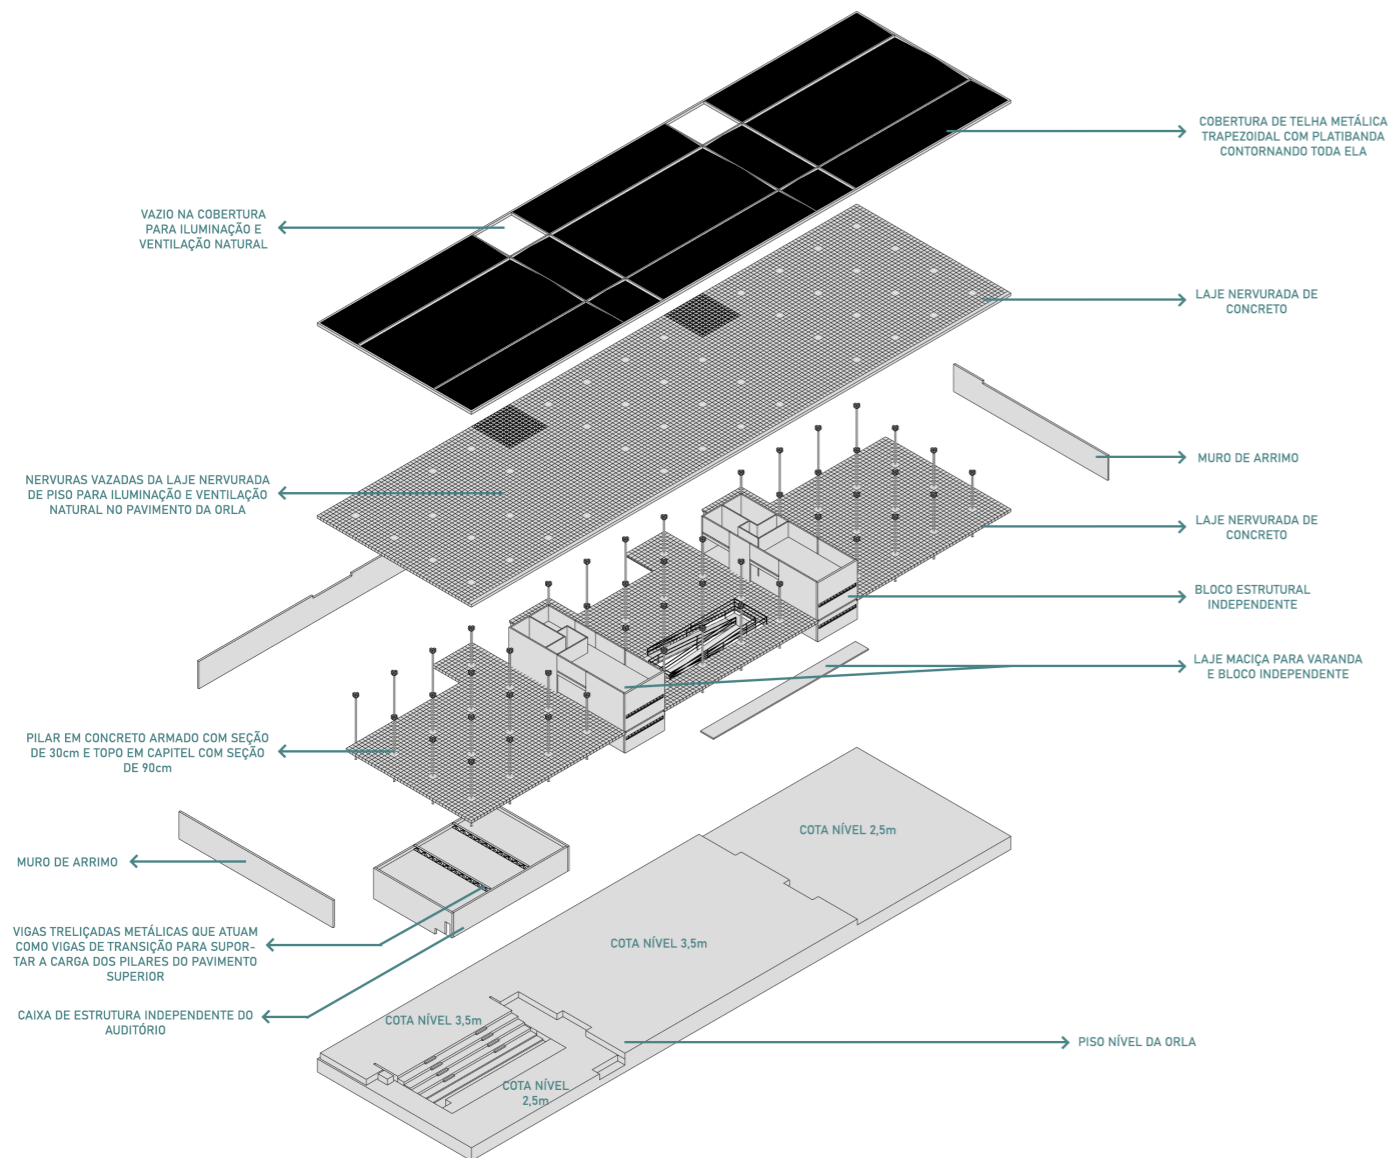 COBERTURA DE TELHA METÁLICA
TRAPEZOIDAL COM PLATIBANDA
CONTORNANDO TODA ELA
VAZIO NA COBERTURA
PARA ILUMINAÇÃO E
VENTILAÇÃO NATURAL
LAJE NERVURADA DE
CONCRETO
MURO DE ARRIMO
NERVURAS VAZADAS DA LAJE NERVURADA
DE PISO PARA ILUMINAÇÃO E VENTILAÇÃO
NATURAL NO PAVIMENTO DA ORLA
LAJE NERVURADA DE
CONCRETO
BLOCO ESTRUTURAL
INDEPENDENTE
LAJE MACIÇA PARA VARANDA
E BLOCO INDEPENDENTE
PILAR EM CONCRETO ARMADO COM SEÇÃO
DE 30cm E TOPO EM CAPITEL COM SEÇÃO
DE 90cm
COTA NÍVEL 2,5m
MURO DE ARRIMO
VIGAS TRELIÇADAS METÁLICAS QUE ATUAM
COMO VIGAS DE TRANSIÇÃO PARA SUPOR-
TAR A CARGA DOS PILARES DO PAVIMENTO
SUPERIOR
COTA NÍVEL 3,5m
CAIXA DE ESTRUTURA INDEPENDENTE DO
AUDITÓRIO
COTA NÍVEL 3,5m
PISO NÍVEL DA ORLA
COTA NÍVEL
2,5m